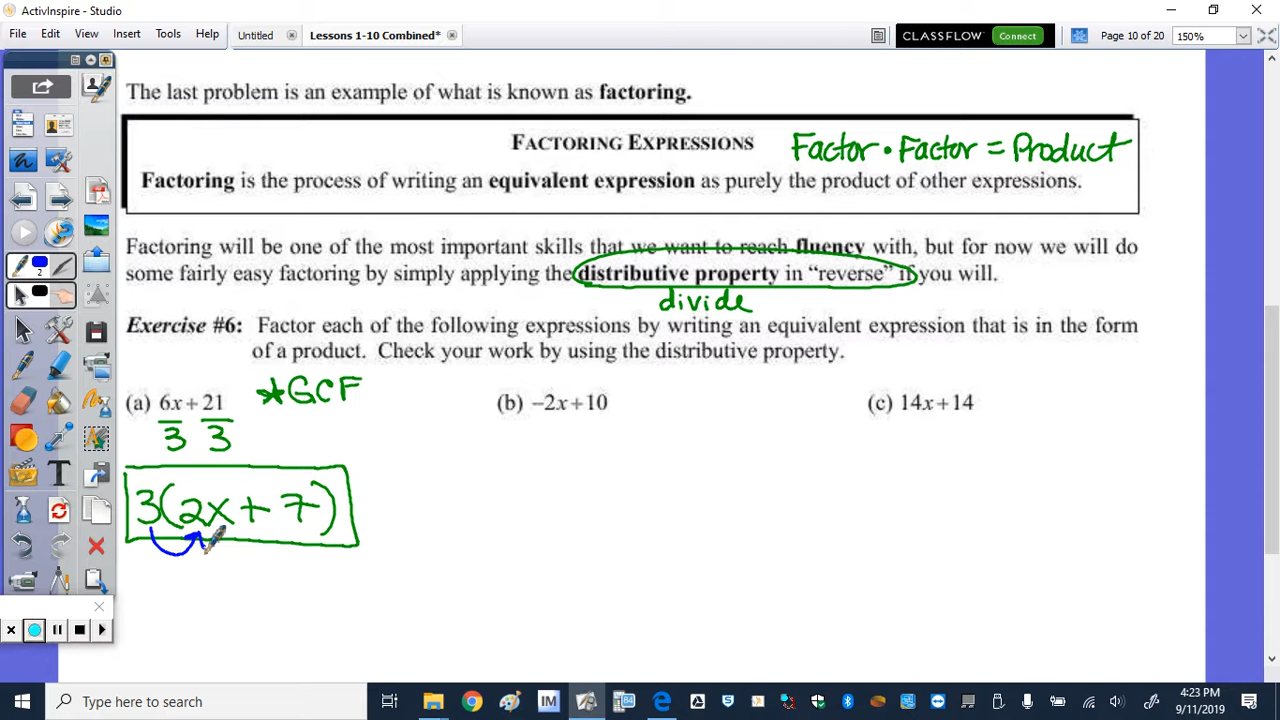 ActivInspire - Studio
File Edit View Insert Tools Help Untitled Lessons 1-10 Combined* CLASSFLOW Connect Page 10 of 20 150%
The last problem is an example of what is known as factoring.
FACTORING EXPRESSIONS Factor · Factor = Product
Factoring is the process of writing an equivalent expression as purely the product of other expressions.
Factoring will be one of the most important skills that we want to reach fluency with, but for now we will do
some fairly easy factoring by simply applying the distributive property in “reverse” if you will.
divide
Exercise #6: Factor each of the following expressions by writing an equivalent expression that is in the form
of a product. Check your work by using the distributive property.
(a) 6x+21 *GCF (b) −2x+10 (c) 14x+14
3 3
3(2x+7)
Type here to search
4:23 PM
9/11/2019